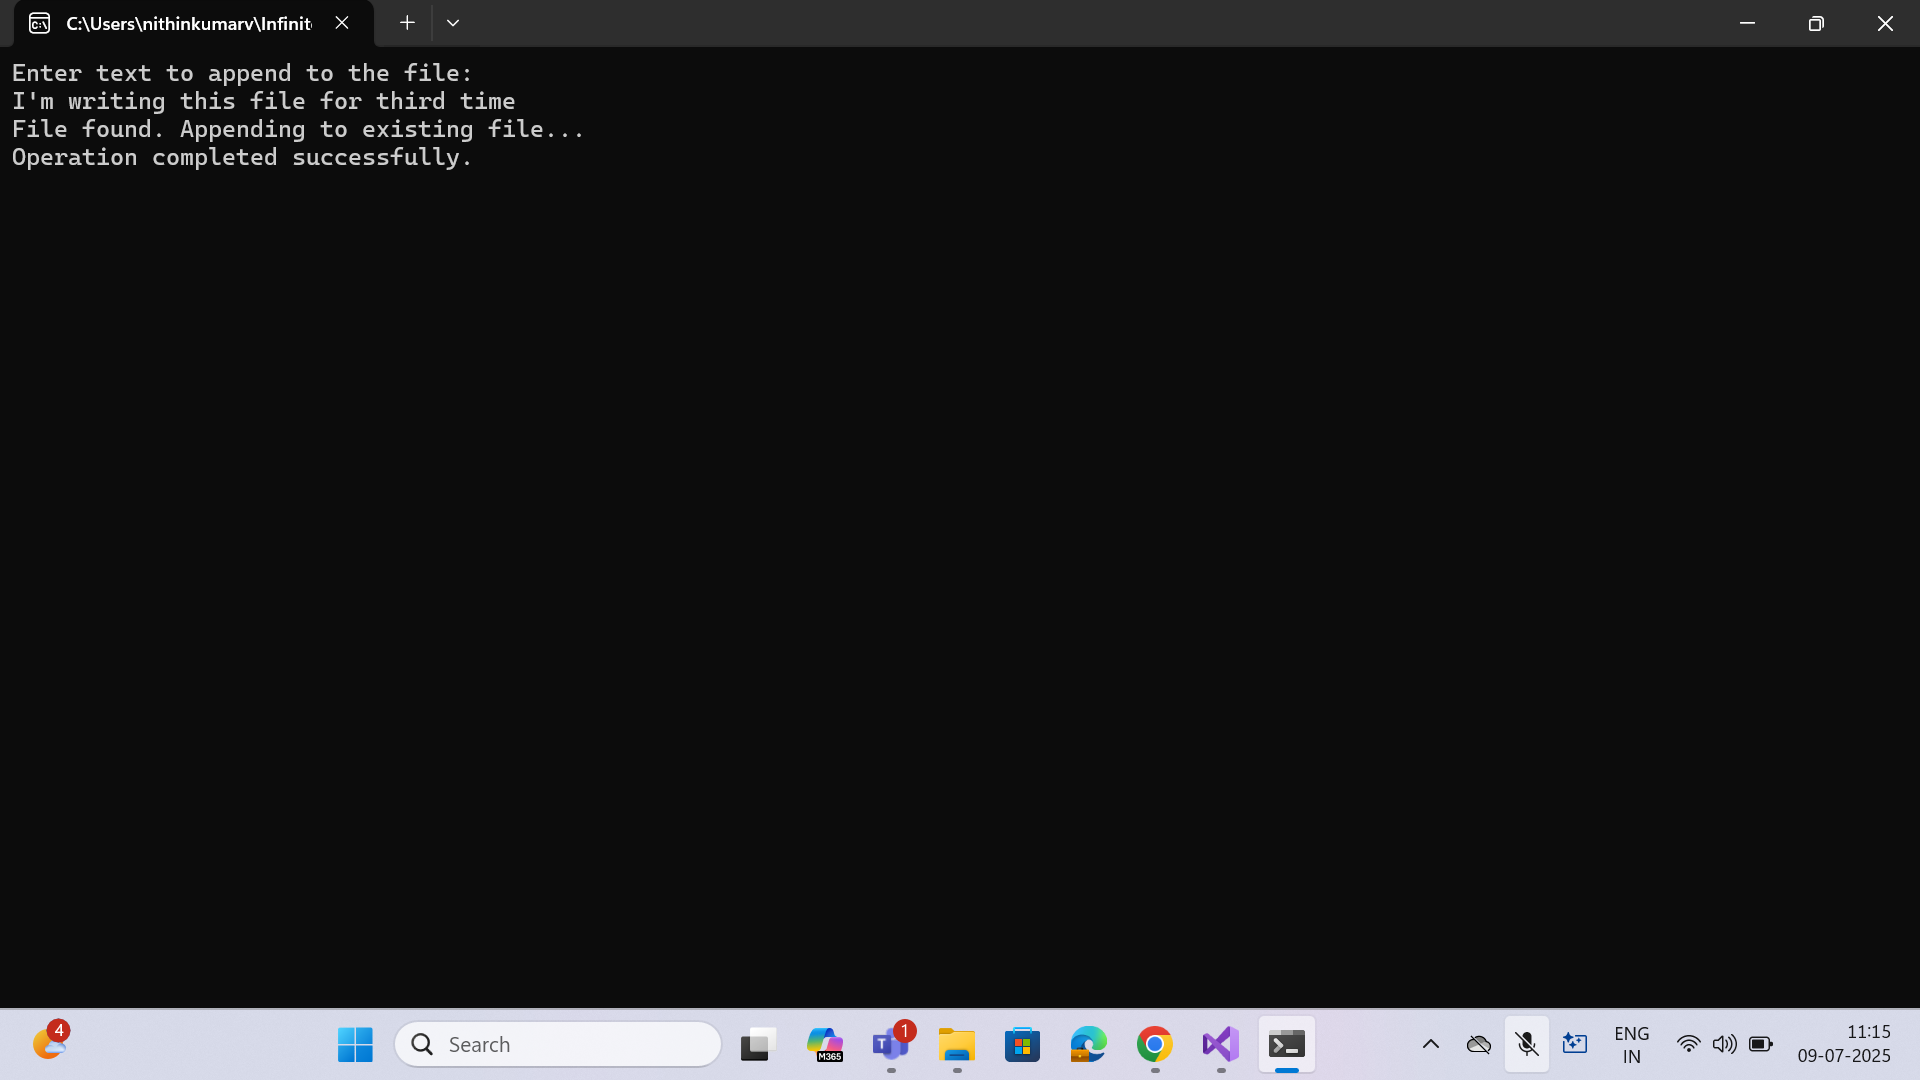 C:\Users\nithinkumarv\Infinit
Enter text to append to the file:
I'm writing this file for third time
File found. Appending to existing file...
Operation completed successfully.
4
Search
M365
T
1
ENG
IN
11:15
09-07-2025